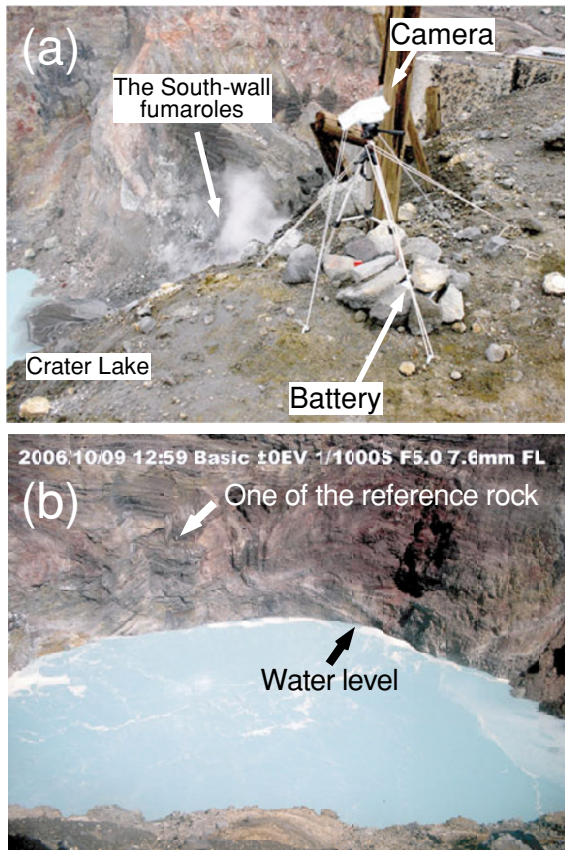 (a)
Camera
The South-wall
fumaroles
Crater Lake
Battery
2006/10/09 12:59 Basic ±0EV 1/1000S F5.0 7.6mm FL
(b)
One of the reference rock
Water level